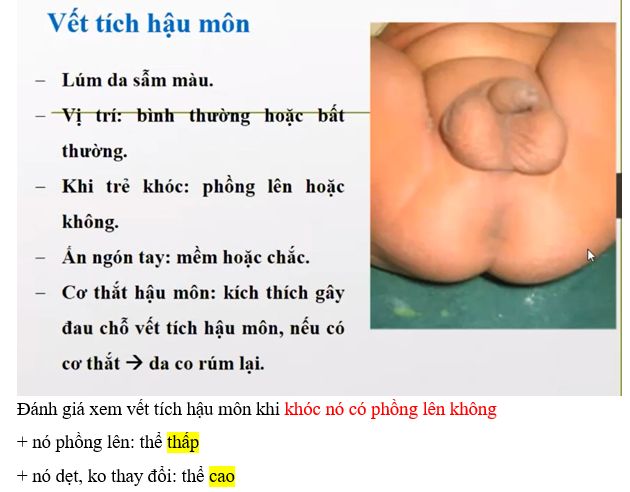 Vết tích hậu môn
– Lúm da sẫm màu.
– Vị trí: bình thường hoặc bất
thường.
– Khi trẻ khóc: phồng lên hoặc
không.
– Ấn ngón tay: mềm hoặc chắc.
– Cơ thắt hậu môn: kích thích gây
đau chỗ vết tích hậu môn, nếu có
cơ thắt → da co rúm lại.
Đánh giá xem vết tích hậu môn khi khóc nó có phồng lên không
+ nó phồng lên: thể thấp
+ nó dẹt, ko thay đổi: thể cao